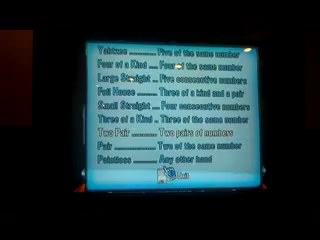 Yahtzee ............ Five of the same number
Four of a Kind .... Four of the same number
Large Straight .. Five consecutive numbers
Full House ......... Three of a kind and a pair
Small Straight .... Four consecutive numbers
Three of a Kind .. Three of the same number
Two Pair ............ Two pairs of numbers
Pair ................... Two of the same number
Pointless ........... Any other hand
Quit